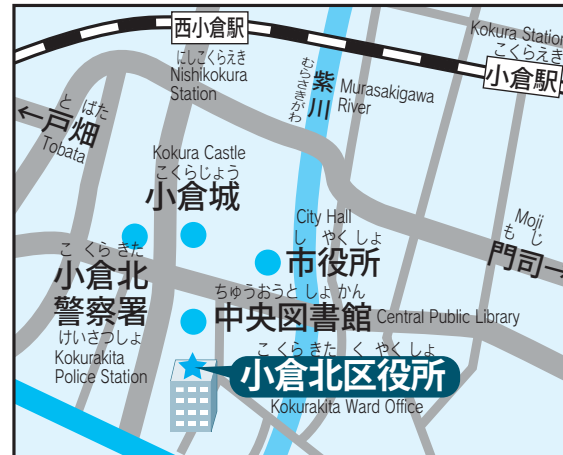 西小倉駅
にしこくらえき
Nishikokura
Station
Kokura Station
こくらえき
小倉駅
むらさきがわ
紫川
Murasakigawa
River
とばた
←戸畑
Tobata
Kokura Castle
こくらじょう
小倉城
City Hall
しやくしょ
市役所
Moji
もじ
門司→
こくらきた
小倉北
警察署
けいさつしょ
Kokurakita
Police Station
ちゅうおうとしょかん
中央図書館
Central Public Library
こくらきたくやくしょ
小倉北区役所
Kokurakita Ward Office